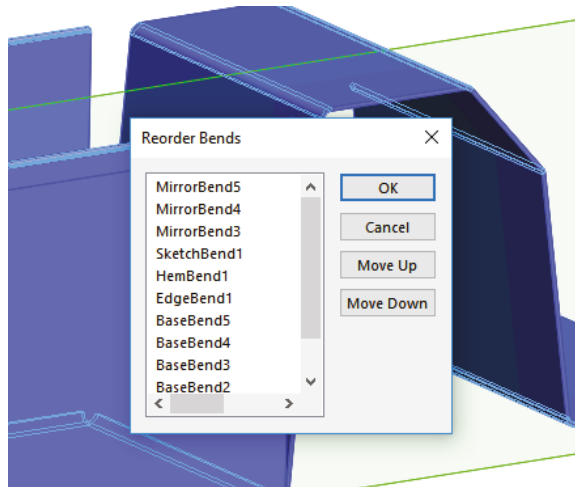 Reorder Bends
MirrorBend5
MirrorBend4
MirrorBend3
SketchBend1
HemBend1
EdgeBend1
BaseBend5
BaseBend4
BaseBend3
BaseBend2
OK
Cancel
Move Up
Move Down